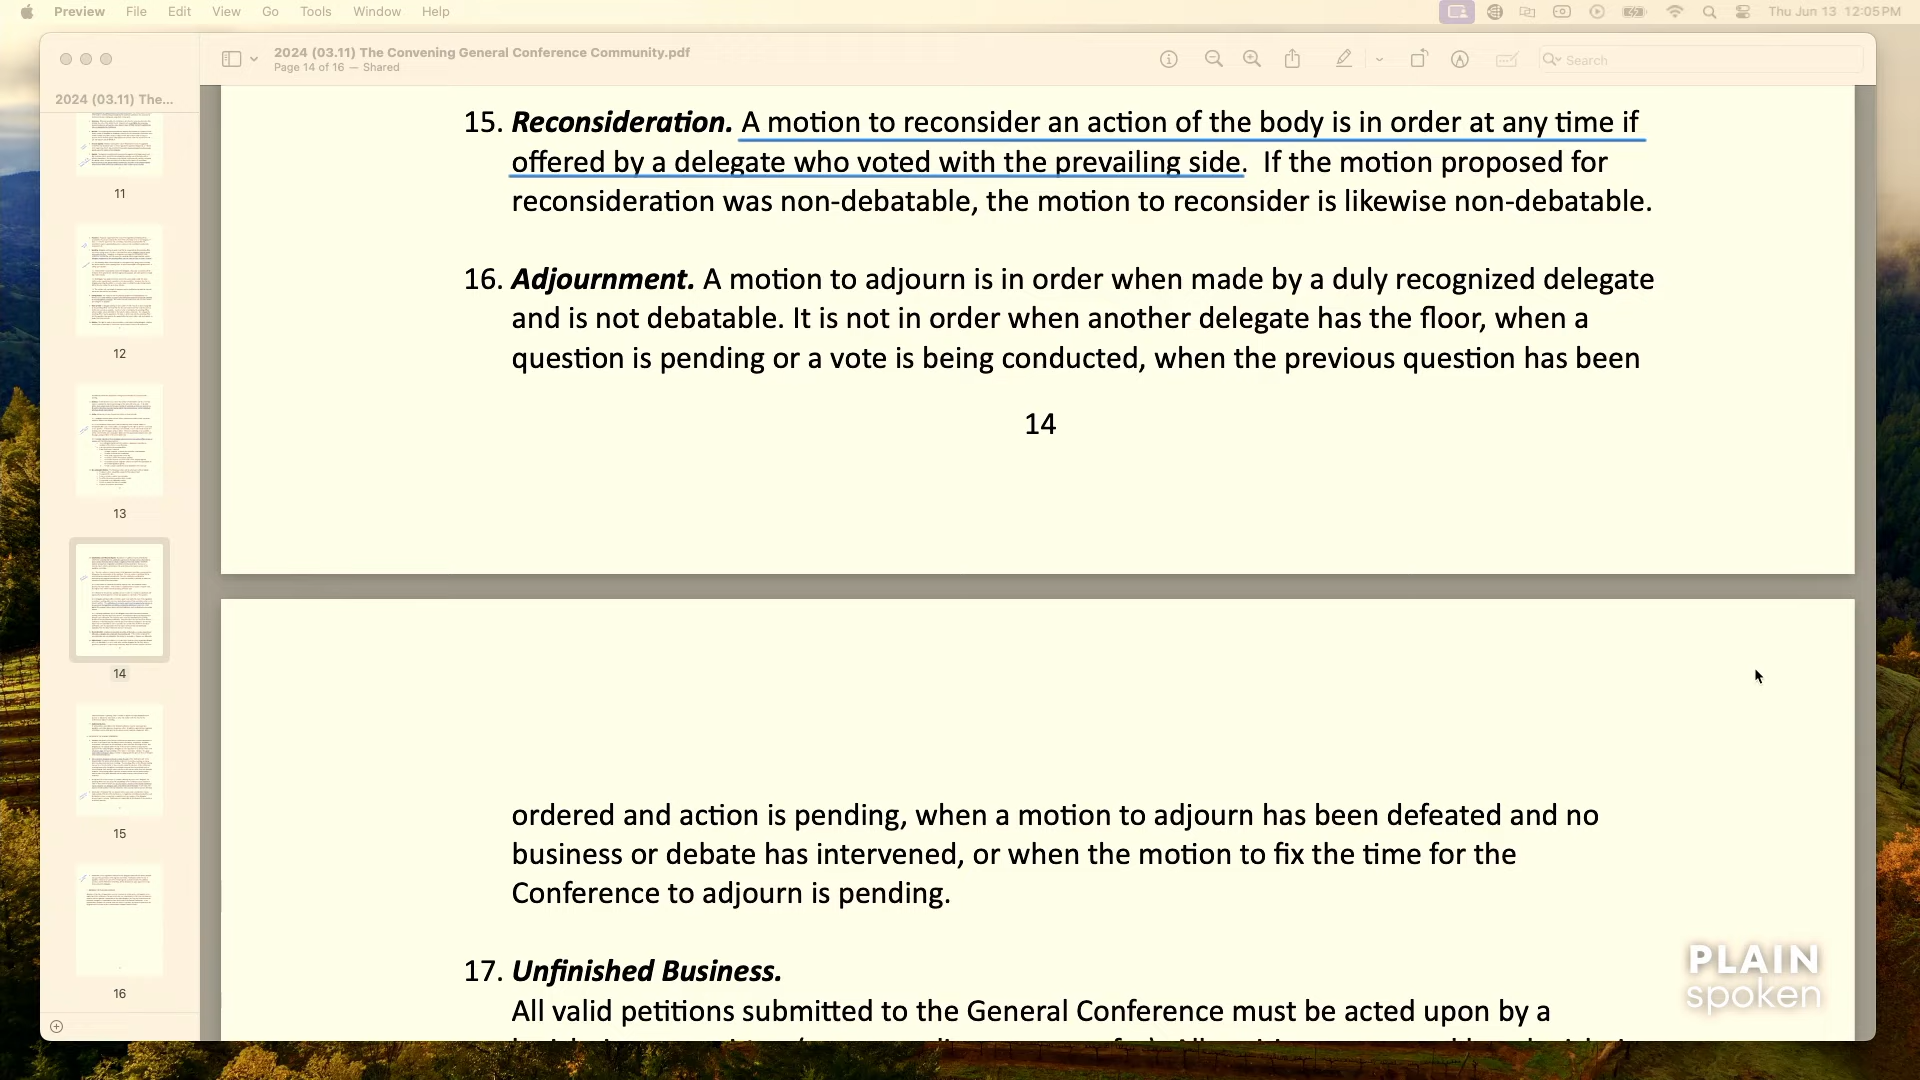 Preview File Edit View Go Tools Window Help Thu Jun 13 12:05 PM
2024 (03.11) The Convening General Conference Community.pdf
Page 14 of 16 — Shared
Search
2024 (03.11) The...
11
12
13
14
15
16
15. Reconsideration. A motion to reconsider an action of the body is in order at any time if
offered by a delegate who voted with the prevailing side. If the motion proposed for
reconsideration was non-debatable, the motion to reconsider is likewise non-debatable.
16. Adjournment. A motion to adjourn is in order when made by a duly recognized delegate
and is not debatable. It is not in order when another delegate has the floor, when a
question is pending or a vote is being conducted, when the previous question has been
14
ordered and action is pending, when a motion to adjourn has been defeated and no
business or debate has intervened, or when the motion to fix the time for the
Conference to adjourn is pending.
17. Unfinished Business.
All valid petitions submitted to the General Conference must be acted upon by a
PLAIN
spoken